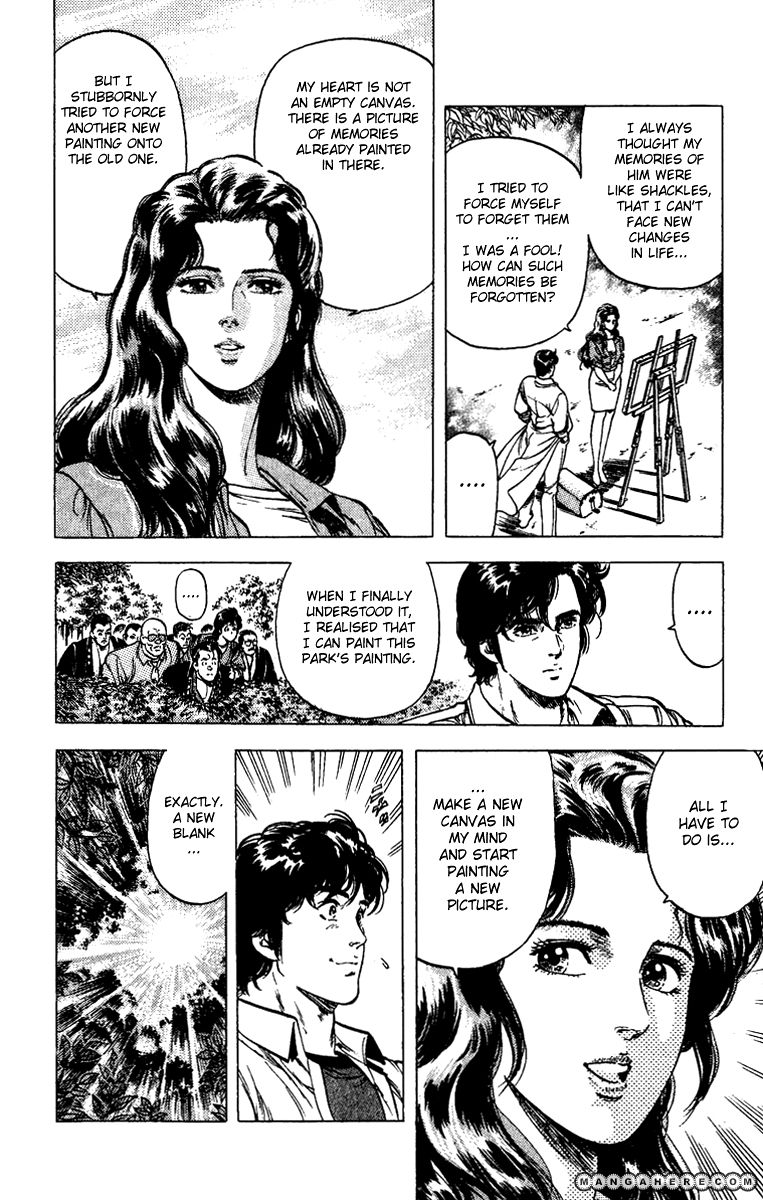 I ALWAYS
THOUGHT MY
MEMORIES OF
HIM WERE
LIKE SHACKLES,
THAT I CAN'T
FACE NEW
CHANGES
IN LIFE...
I TRIED TO
FORCE MYSELF
TO FORGET THEM
...
I WAS A FOOL!
HOW CAN SUCH
MEMORIES BE
FORGOTTEN?
....
MY HEART IS NOT
AN EMPTY CANVAS.
THERE IS A PICTURE
OF MEMORIES
ALREADY PAINTED
IN THERE.
BUT I
STUBBORNLY
TRIED TO FORCE
ANOTHER NEW
PAINTING ONTO
THE OLD ONE.
....
WHEN I FINALLY
UNDERSTOOD IT,
I REALISED THAT
I CAN PAINT THIS
PARK'S PAINTING.
....
ALL I
HAVE TO
DO IS...
...
MAKE A NEW
CANVAS IN
MY MIND
AND START
PAINTING
A NEW
PICTURE.
EXACTLY.
A NEW
BLANK
...
MANGAHERE.COM